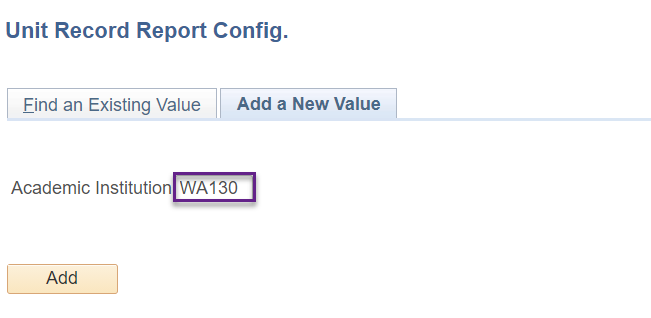 Unit Record Report Config.
Find an Existing Value
Add a New Value
Academic Institution WA130
Add